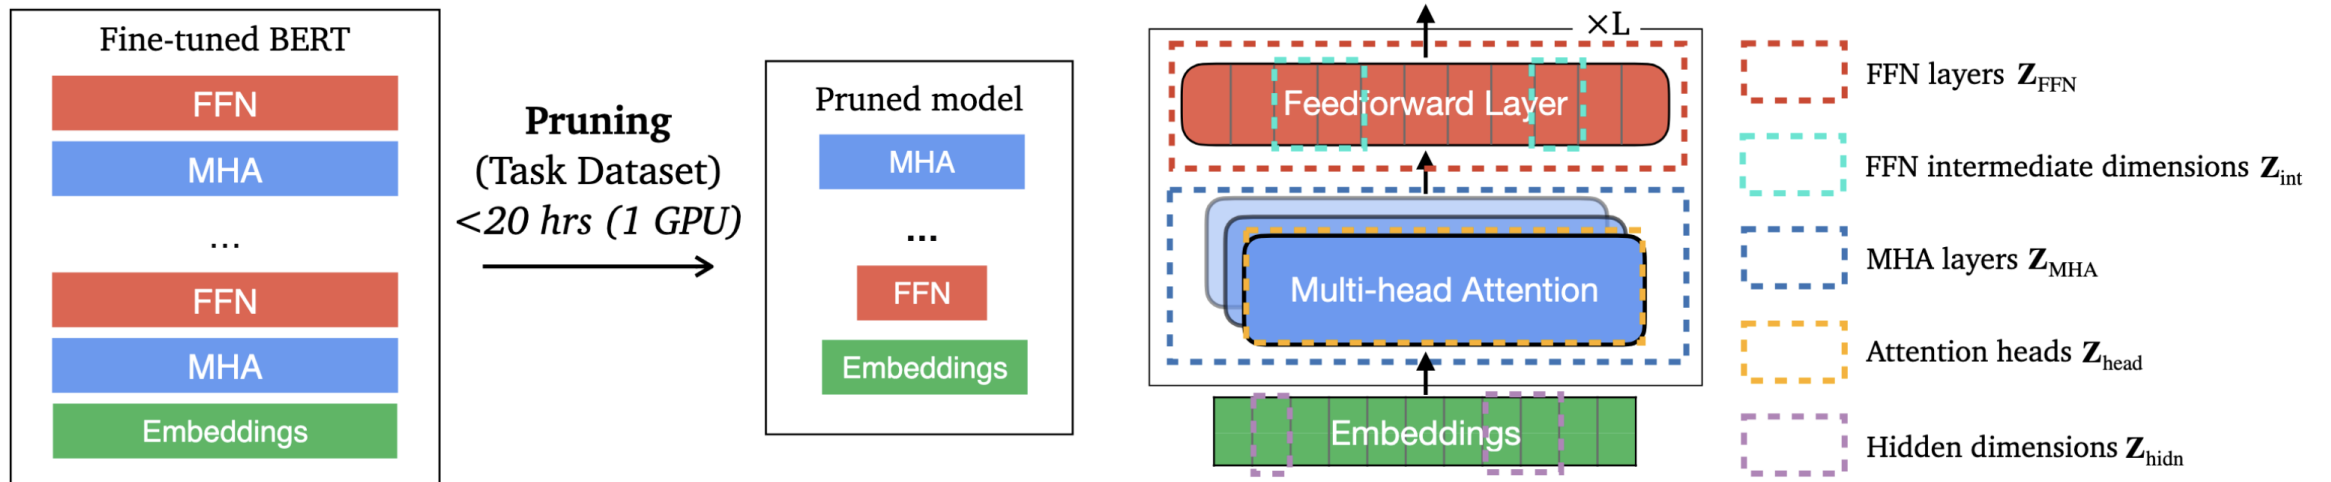 Fine-tuned BERT
FFN
MHA
...
FFN
MHA
Embeddings
Pruning
(Task Dataset)
<20 hrs (1 GPU)
Pruned model
MHA
...
FFN
Embeddings
×L
Feedforward Layer
Multi-head Attention
Embeddings
FFN layers Z_FFN
FFN intermediate dimensions Z_int
MHA layers Z_MHA
Attention heads Z_head
Hidden dimensions Z_hidn